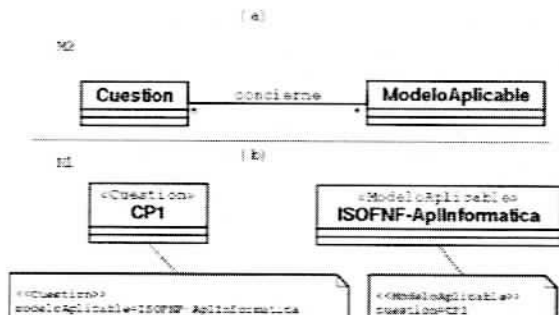 (a)
M2
Cuestion
concierne
ModeloAplicable
* *
(b)
M1
«Cuestion»
CP1
«ModeloAplicable»
ISOFNF-AplInformatica
<<Cuestion>>
modeloAplicable=ISOFNF-AplInformatica
<<ModeloAplicable>>
cuestion=CP1